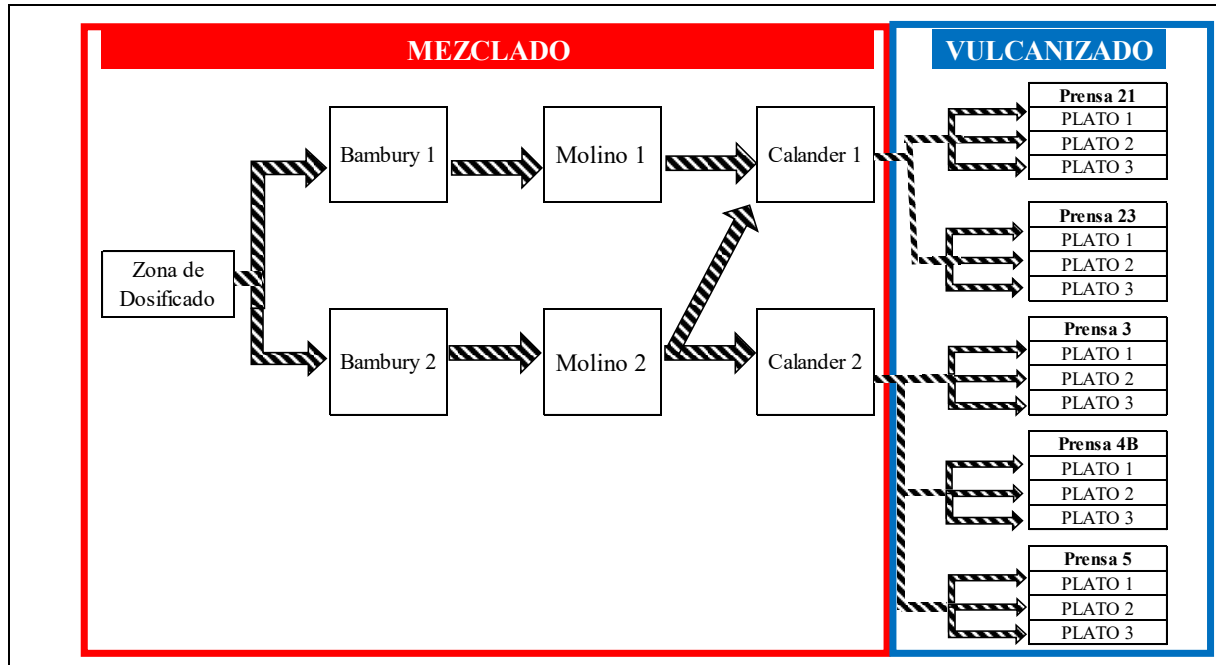 MEZCLADO
VULCANIZADO
Zona de
Dosificado
Bambury 1
Molino 1
Calander 1
Bambury 2
Molino 2
Calander 2
Prensa 21
PLATO 1
PLATO 2
PLATO 3
Prensa 23
PLATO 1
PLATO 2
PLATO 3
Prensa 3
PLATO 1
PLATO 2
PLATO 3
Prensa 4B
PLATO 1
PLATO 2
PLATO 3
Prensa 5
PLATO 1
PLATO 2
PLATO 3